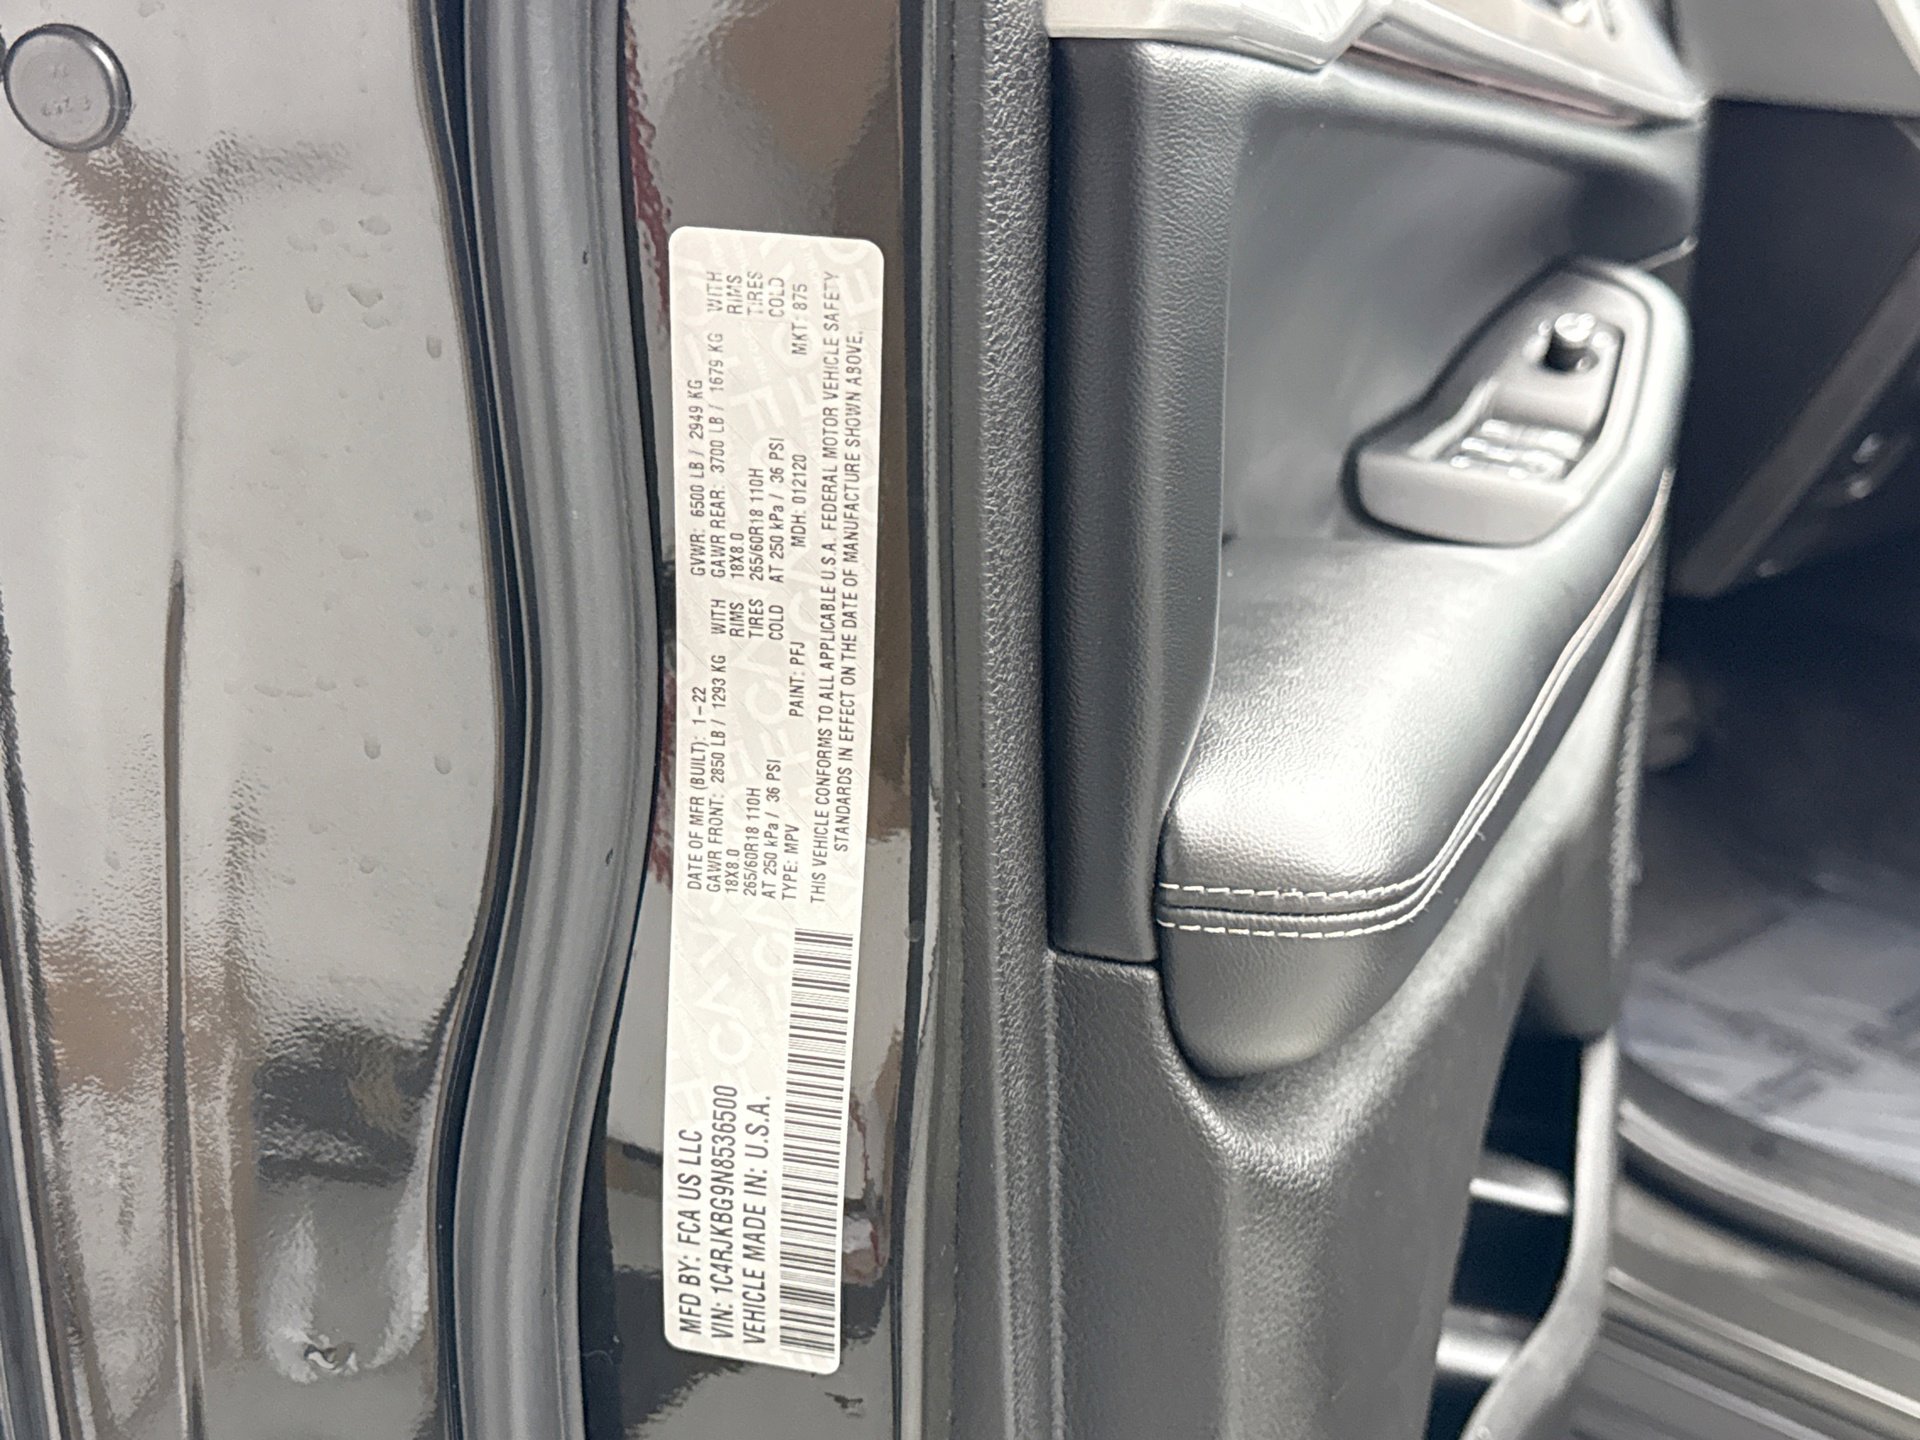 MFD BY: FCA US LLC
VIN: 1C4RJKBG9N8536500
VEHICLE MADE IN: U.S.A.
DATE OF MFR (BUILT): 1-22 GVWR: 6500 LB / 2949 KG
GAWR FRONT: 2850 LB / 1293 KG WITH GAWR REAR: 3700 LB / 1679 KG WITH
18X8.0 RIMS 18X8.0 RIMS
265/60R18 110H TIRES 265/60R18 110H TIRES
AT 250 kPa / 36 PSI COLD AT 250 kPa / 36 PSI COLD
TYPE: MPV PAINT: PFJ MDH: 012120 MKT: 875
THIS VEHICLE CONFORMS TO ALL APPLICABLE U.S.A. FEDERAL MOTOR VEHICLE SAFETY
STANDARDS IN EFFECT ON THE DATE OF MANUFACTURE SHOWN ABOVE.